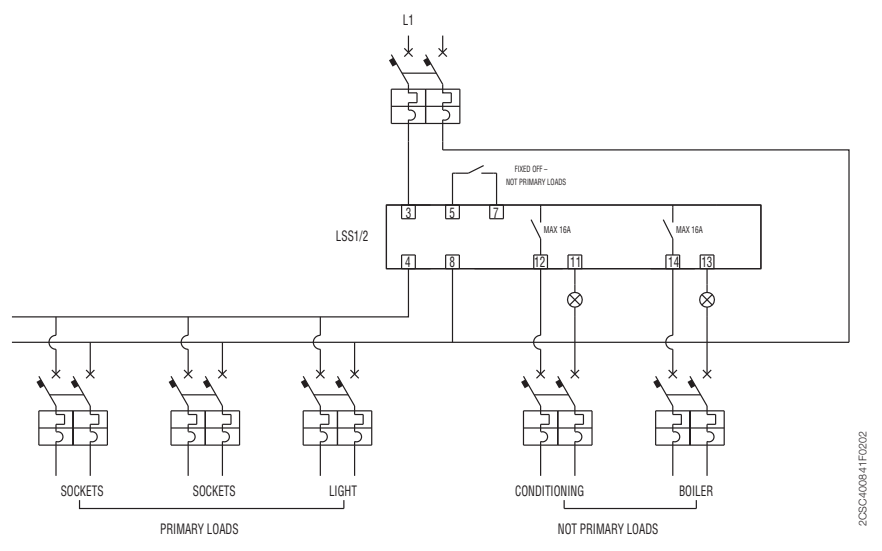 L1
FIXED OFF –
NOT PRIMARY LOADS
3 5 7
LSS1/2
MAX 16A MAX 16A
4 8 12 11 14 13
SOCKETS SOCKETS LIGHT CONDITIONING BOILER
PRIMARY LOADS NOT PRIMARY LOADS
2CSC400841F0202